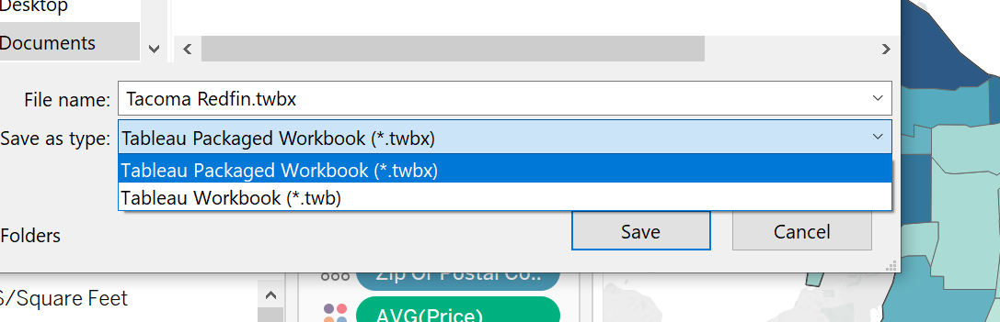 Desktop
Documents
File name: Tacoma Redfin.twbx
Save as type: Tableau Packaged Workbook (*.twbx)
Tableau Packaged Workbook (*.twbx)
Tableau Workbook (*.twb)
Folders
Save Cancel
S/Square Feet
Zip Or Postal Co..
AVG(Price)